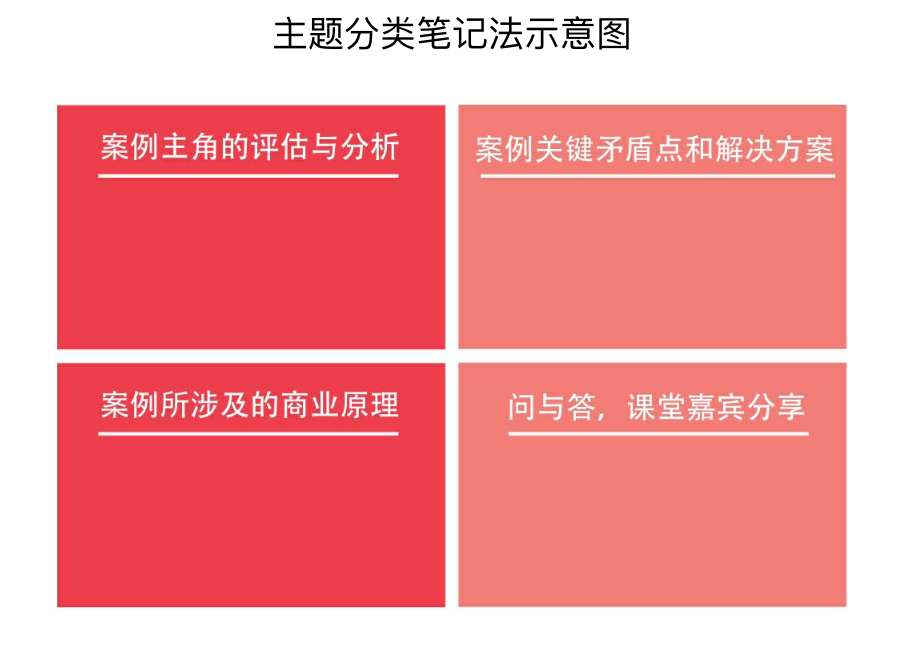 主题分类笔记法示意图
案例主角的评估与分析
案例关键矛盾点和解决方案
案例所涉及的商业原理
问与答，课堂嘉宾分享